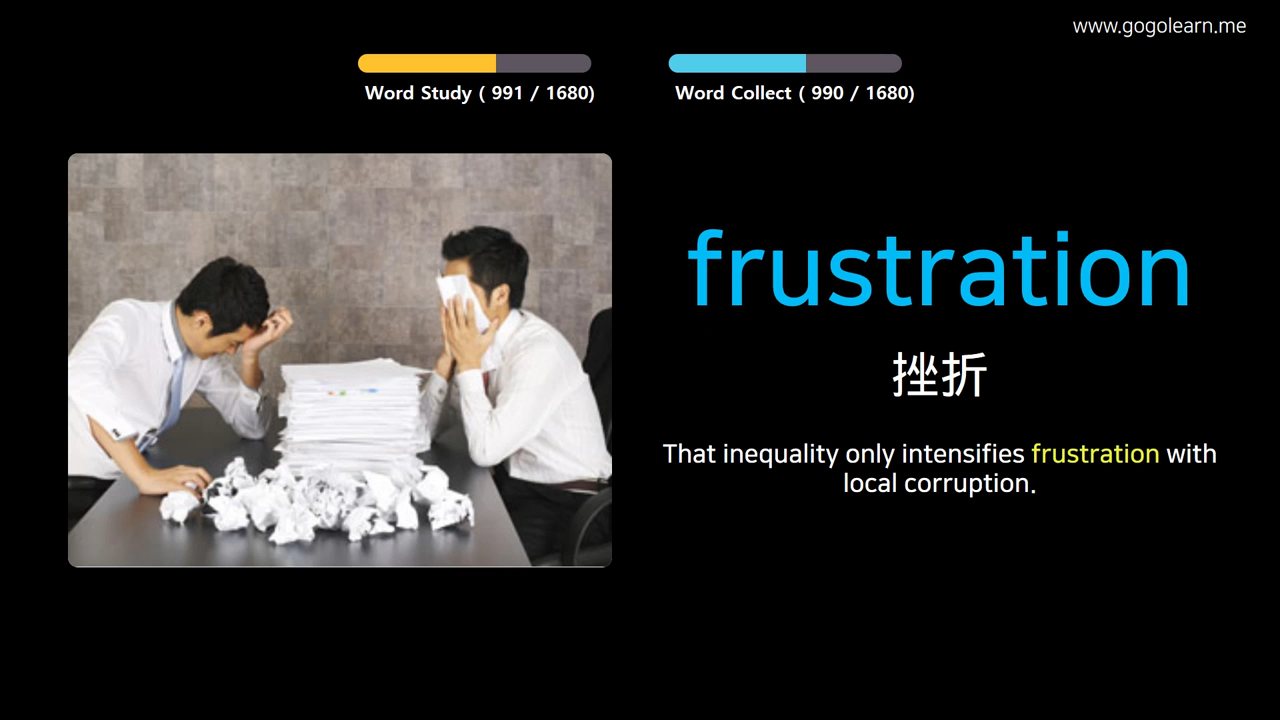 www.gogolearn.me
Word Study ( 991 / 1680)
Word Collect ( 990 / 1680)
frustration
挫折
That inequality only intensifies frustration with
local corruption.